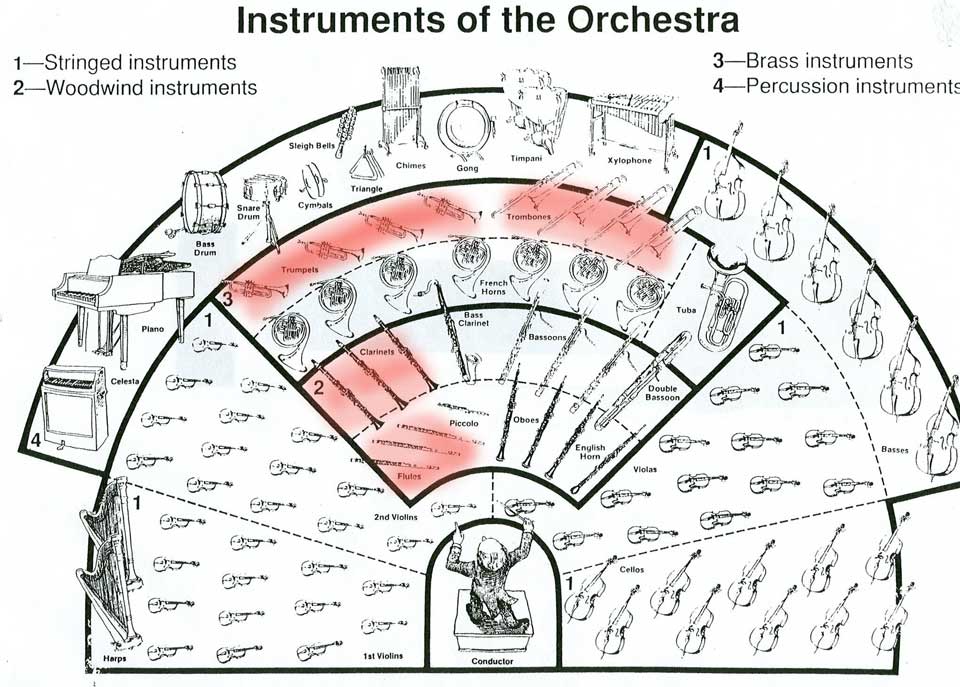 Instruments of the Orchestra
1—Stringed instruments
2—Woodwind instruments
3—Brass instruments
4—Percussion instruments
Sleigh Bells
Chimes
Gong
Timpani
Xylophone
1
Triangle
Cymbals
Snare
Drum
Bass
Drum
Trombones
Trumpets
3
French
Horns
Tuba
Piano
1
1
Bass
Clarinet
Bassoons
Clarinets
2
Celesta
4
Double
Bassoon
Piccolo
Oboes
English
Horn
Flutes
Violas
Basses
1
2nd Violins
Cellos
1
Harps
1st Violins
Conductor